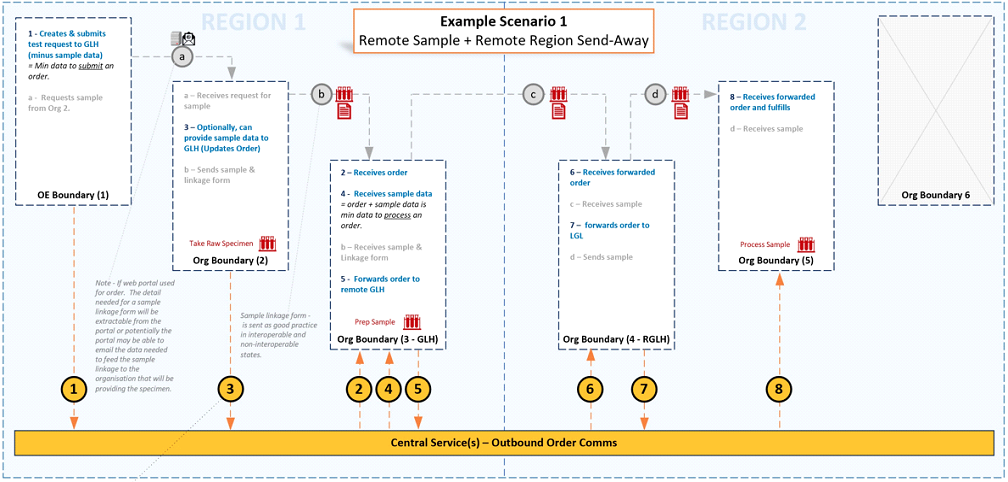 REGION 1
Example Scenario 1
Remote Sample + Remote Region Send-Away
REGION 2
1 - Creates & submits
test request to GLH
(minus sample data)
= Min data to submit an
order.
a - Requests sample
from Org 2.
OE Boundary (1)
a
a – Receives request for
sample
3 – Optionally, can
provide sample data to
GLH (Updates Order)
b – Sends sample &
linkage form
Take Raw Specimen
Org Boundary (2)
b
2 – Receives order
4 - Receives sample data
= order + sample data is
min data to process an
order.
b – Receives sample &
Linkage form
5 - Forwards order to
remote GLH
Prep Sample
Org Boundary (3 - GLH)
c
6 – Receives forwarded
order
c – Receives sample
7 – forwards order to
LGL
d – Sends sample
Org Boundary (4 - RGLH)
d
8 – Receives forwarded
order and fulfills
d – Receives sample
Process Sample
Org Boundary (5)
Org Boundary 6
Note - If web portal used
for order. The detail
needed for a sample
linkage form will be
extractable from the
portal or potentially the
portal may be able to
email the data needed
to feed the sample
linkage to the
organisation that will be
providing the specimen.
Sample linkage form -
is sent as good practice
in interoperable and
non-interoperable
states.
1
3
2
4
5
6
7
8
Central Service(s) – Outbound Order Comms